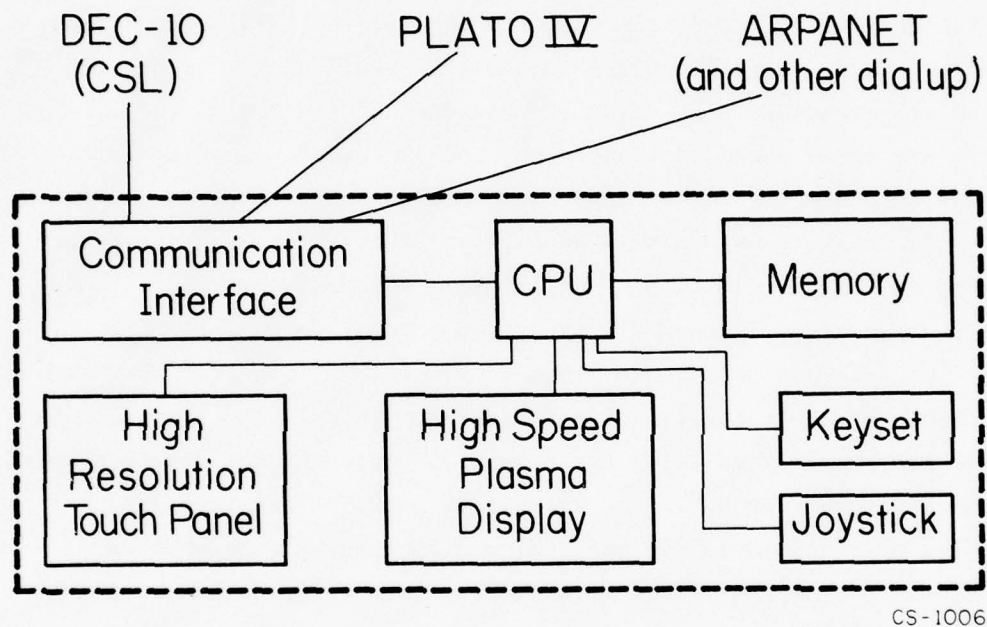 DEC-10
(CSL)
PLATO IV
ARPANET
(and other dialup)
Communication
Interface
CPU
Memory
High
Resolution
Touch Panel
High Speed
Plasma
Display
Keyset
Joystick
CS-1006